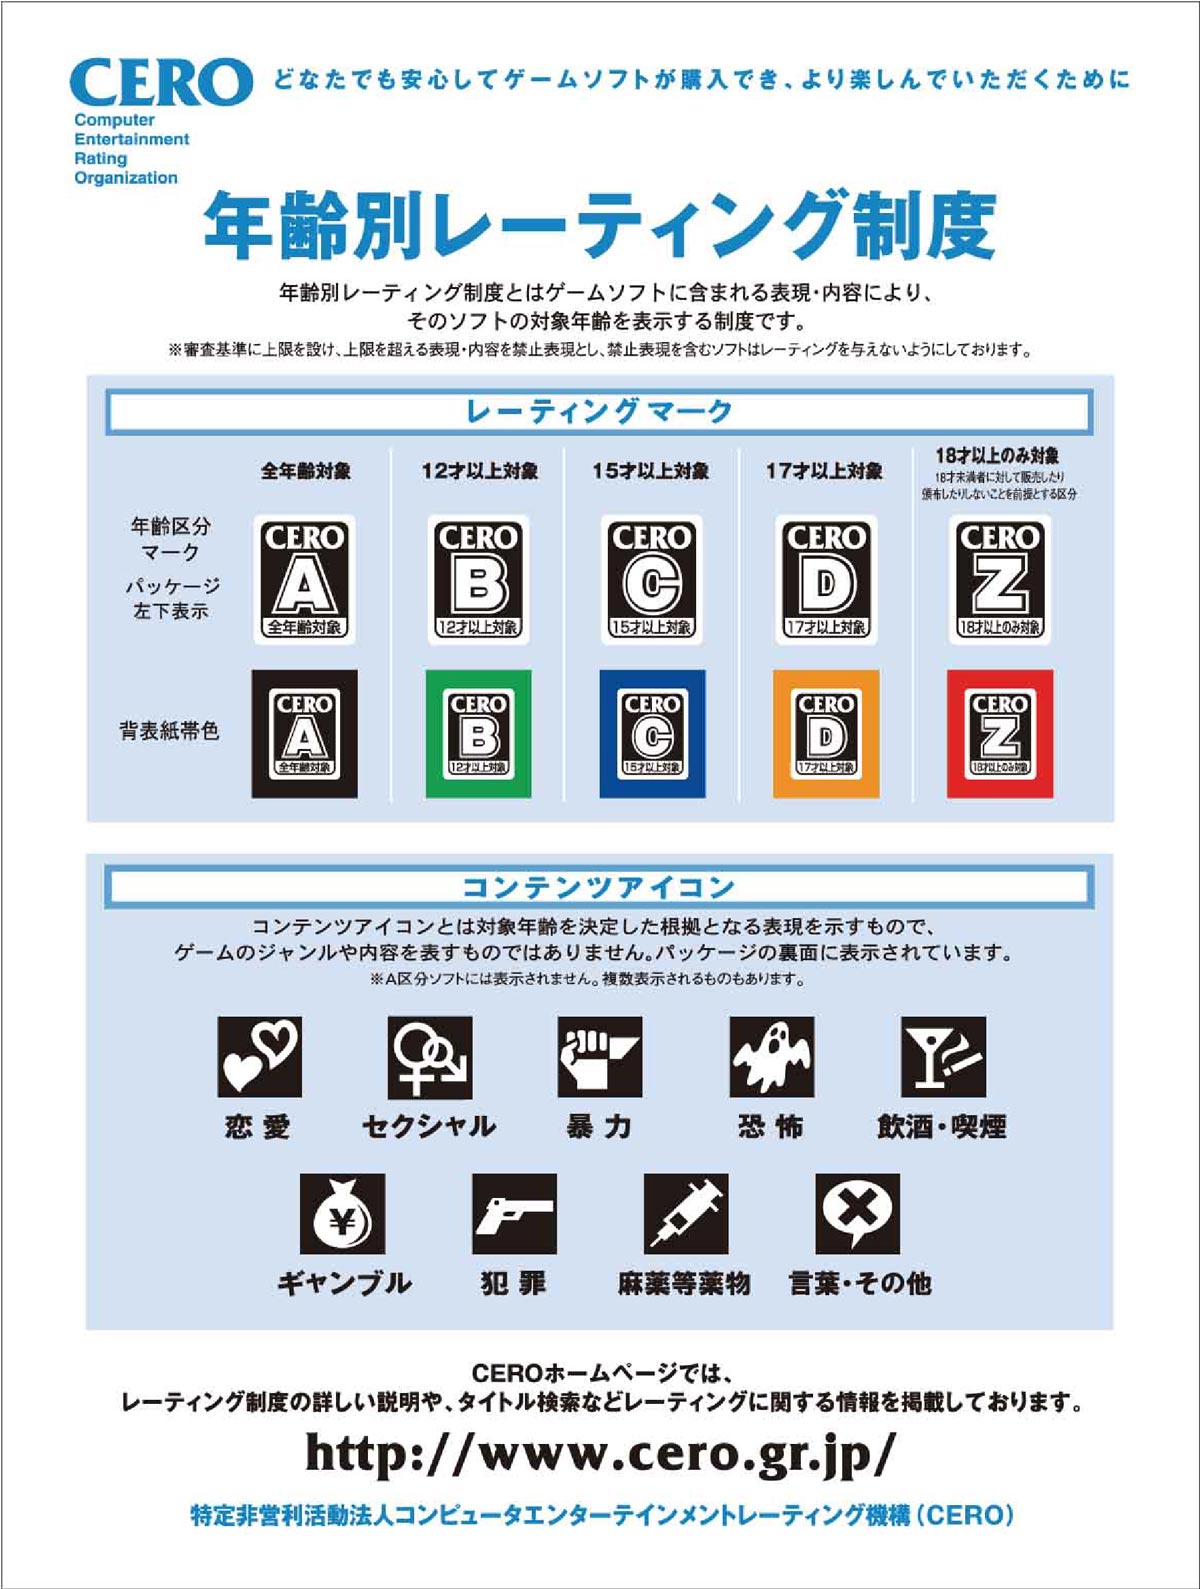 CERO どなたでも安心してゲームソフトが購入でき、より楽しんでいただくために
Computer
Entertainment
Rating
Organization
年齢別レーティング制度
年齢別レーティング制度とはゲームソフトに含まれる表現・内容により、
そのソフトの対象年齢を表示する制度です。
※審査基準に上限を設け、上限を超える表現・内容を禁止表現とし、禁止表現を含むソフトはレーティングを与えないようにしております。
レーティングマーク
全年齢対象 12才以上対象 15才以上対象 17才以上対象 18才以上のみ対象
18才未満者に対して販売したり
頒布したりしないことを前提とする区分
年齢区分
マーク
パッケージ
左下表示
CERO CERO CERO CERO CERO
A B C D Z
全年齢対象 12才以上対象 15才以上対象 17才以上対象 18才以上のみ対象
背表紙帯色
CERO CERO CERO CERO CERO
A B C D Z
全年齢対象 12才以上対象 15才以上対象 17才以上対象 18才以上のみ対象
コンテンツアイコン
コンテンツアイコンとは対象年齢を決定した根拠となる表現を示すもので、
ゲームのジャンルや内容を表すものではありません。パッケージの裏面に表示されています。
※A区分ソフトには表示されません。複数表示されるものもあります。
恋愛 セクシャル 暴力 恐怖 飲酒・喫煙
¥
ギャンブル 犯罪 麻薬等薬物 言葉・その他
CEROホームページでは、
レーティング制度の詳しい説明や、タイトル検索などレーティングに関する情報を掲載しております。
http://www.cero.gr.jp/
特定非営利活動法人コンピュータエンターテインメントレーティング機構(CERO)